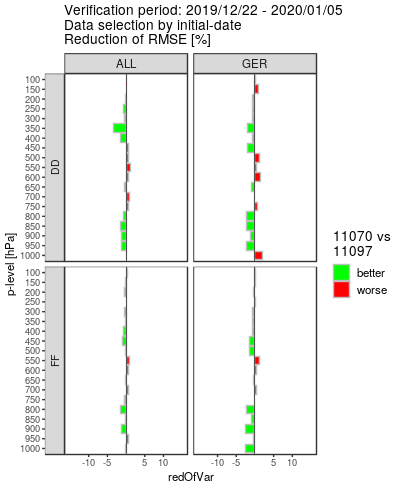 Verification period: 2019/12/22 - 2020/01/05
Data selection by initial-date
Reduction of RMSE [%]
ALL
GER
p-level [hPa]
DD
100
150
200
250
300
350
400
450
500
550
600
650
700
750
800
850
900
950
1000
FF
100
150
200
250
300
350
400
450
500
550
600
650
700
750
800
850
900
950
1000
-10 -5 5 10
-10 -5 5 10
redOfVar
11070 vs
11097
better
worse